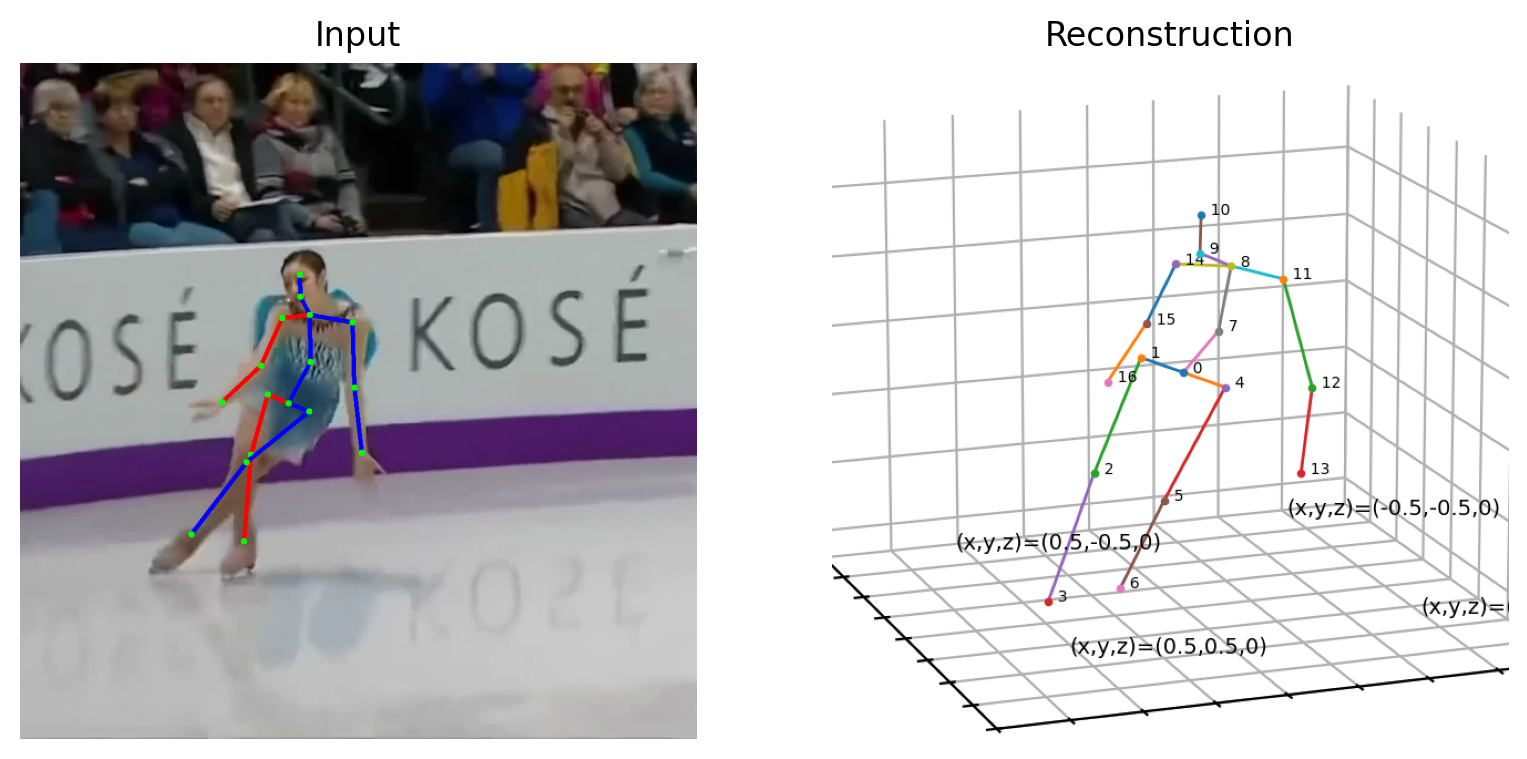 Input
Reconstruction
KOSÉ
KOSÉ
10
9
14
8
11
15
7
1
0
16
4
12
2
13
5
(x,y,z)=(-0.5,-0.5,0)
(x,y,z)=(0.5,-0.5,0)
6
3
(x,y,z)=(
(x,y,z)=(0.5,0.5,0)